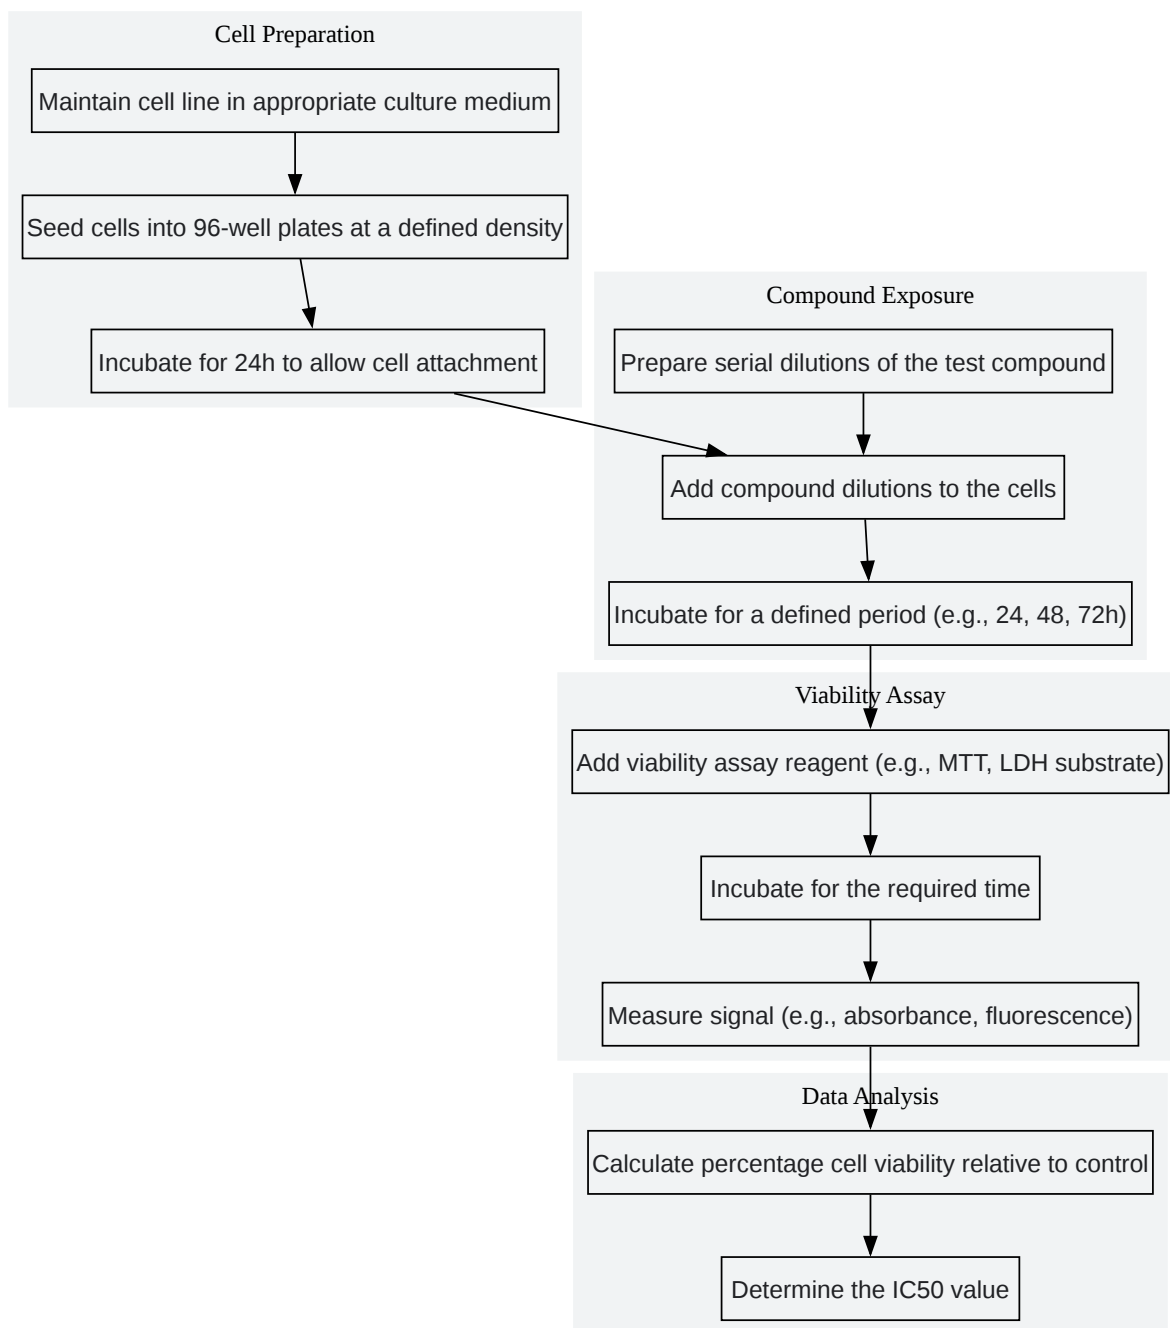 Cell Preparation
Maintain cell line in appropriate culture medium
Seed cells into 96-well plates at a defined density
Incubate for 24h to allow cell attachment
Compound Exposure
Prepare serial dilutions of the test compound
Add compound dilutions to the cells
Incubate for a defined period (e.g., 24, 48, 72h)
Viability Assay
Add viability assay reagent (e.g., MTT, LDH substrate)
Incubate for the required time
Measure signal (e.g., absorbance, fluorescence)
Data Analysis
Calculate percentage cell viability relative to control
Determine the IC50 value